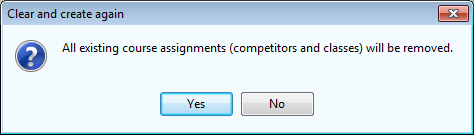 Clear and create again
All existing course assignments (competitors and classes) will be removed.
Yes
No